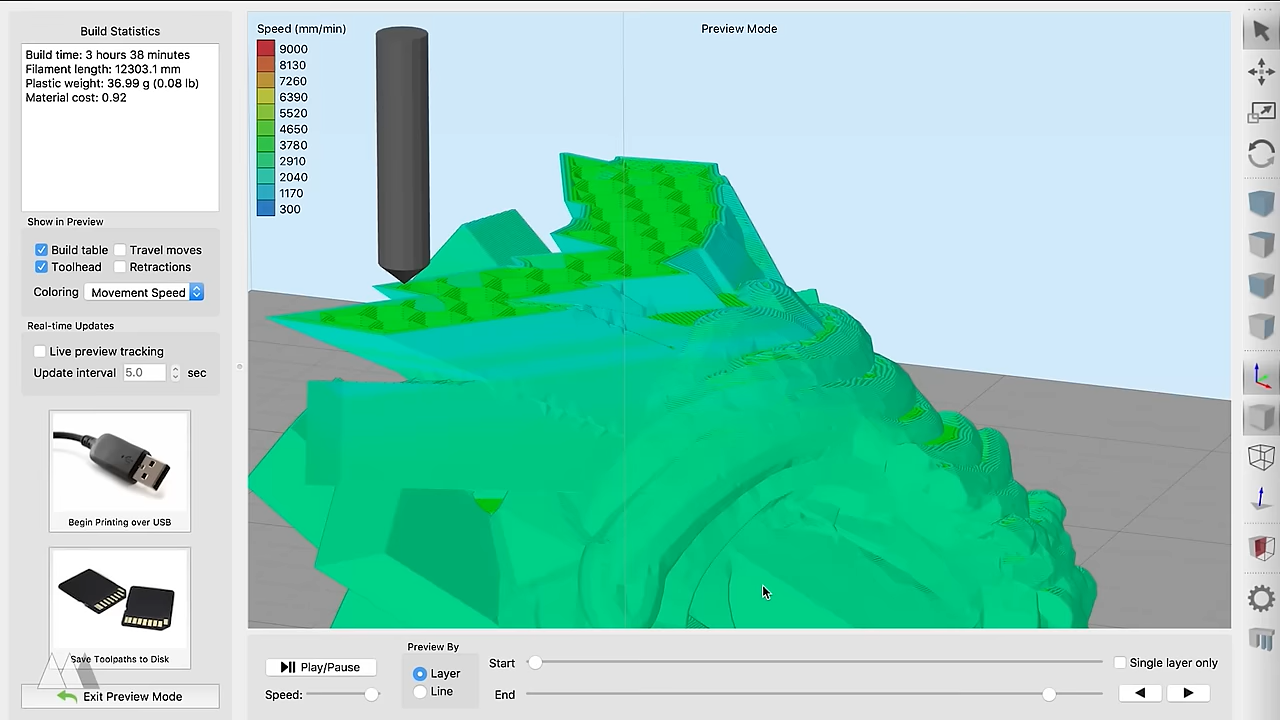 Build Statistics
Build time: 3 hours 38 minutes
Filament length: 12303.1 mm
Plastic weight: 36.99 g (0.08 lb)
Material cost: 0.92
Show in Preview
Build table
Travel moves
Toolhead
Retractions
Coloring
Movement Speed
Real-time Updates
Live preview tracking
Update interval 5.0 sec
Begin Printing over USB
Save Toolpaths to Disk
Exit Preview Mode
Speed (mm/min)
9000
8130
7260
6390
5520
4650
3780
2910
2040
1170
300
Preview Mode
Play/Pause
Speed:
Preview By
Layer
Line
Start
End
Single layer only